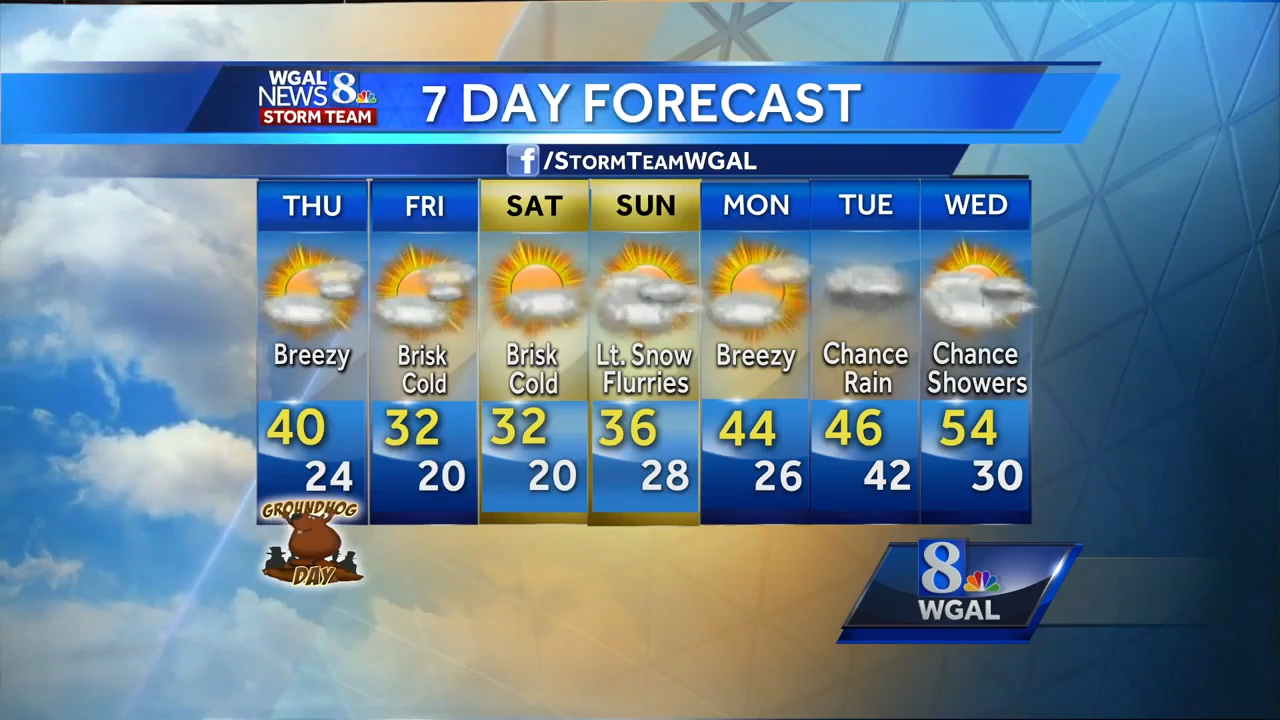 WGAL
NEWS 8
STORM TEAM
7 DAY FORECAST
f /STORMTEAMWGAL
THU FRI SAT SUN MON TUE WED
Breezy Brisk Cold Brisk Cold Lt. Snow Flurries Breezy Chance Rain Chance Showers
40 32 32 36 44 46 54
24 20 20 28 26 42 30
GROUNDHOG
DAY
8
WGAL